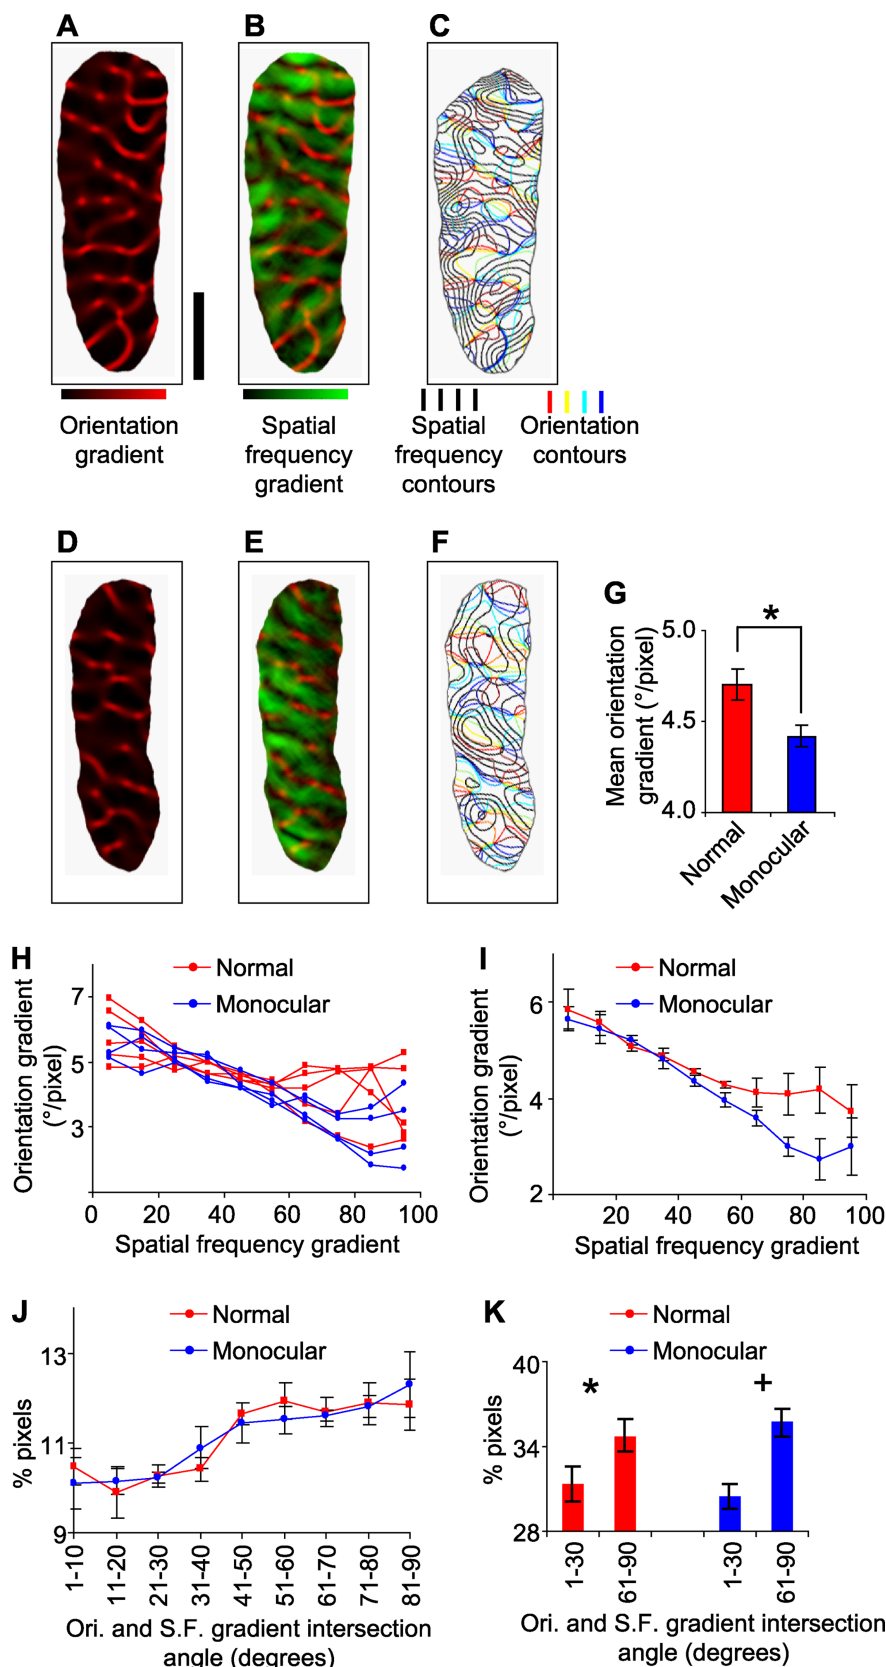 A
B
C
Orientation
gradient
Spatial
frequency
gradient
Spatial
frequency
contours
Orientation
contours
D
E
F
G
Mean orientation
gradient (°/pixel)
5.0
4.5
4.0
*
Normal
Monocular
H
Normal
Monocular
Orientation gradient
(°/pixel)
7
5
3
0 20 40 60 80 100
Spatial frequency gradient
I
Normal
Monocular
Orientation gradient
(°/pixel)
6
4
2
20 40 60 80 100
Spatial frequency gradient
J
Normal
Monocular
% pixels
13
11
9
1-10
11-20
21-30
31-40
41-50
51-60
61-70
71-80
81-90
Ori. and S.F. gradient intersection
angle (degrees)
K
Normal
Monocular
% pixels
40
34
28
*
+
1-30
61-90
1-30
61-90
Ori. and S.F. gradient intersection
angle (degrees)